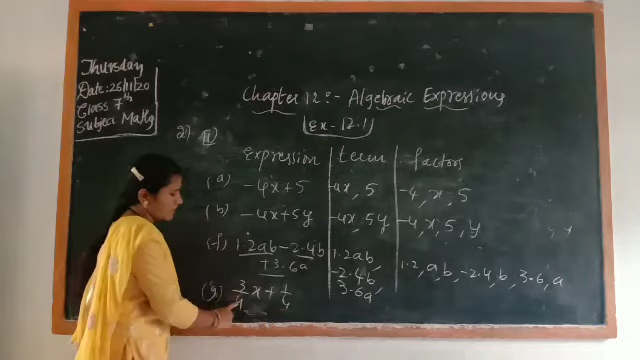 Thursday
Date: 26/11/20
Class 7th
Subject Maths
Chapter 12:- Algebraic Expressions
Ex-12.1
2) ii)
Expression term factors
(a) -4x+5 -4x, 5 -4, x, 5
(b) -4x+5y -4x, 5y -4, x, 5, y
(f) 1.2ab-2.4b 1.2ab,
+3.6a -2.4b, 1.2, a, b, -2.4, b, 3.6, a
3.6a
(g) 3/4 x + 1/4